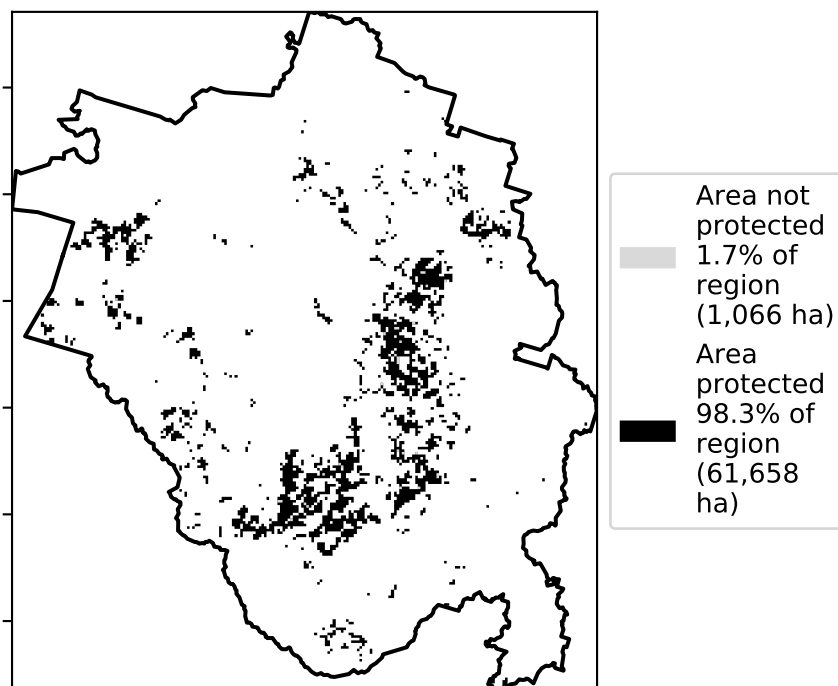 Area not
protected
1.7% of
region
(1,066 ha)
Area
protected
98.3% of
region
(61,658
ha)